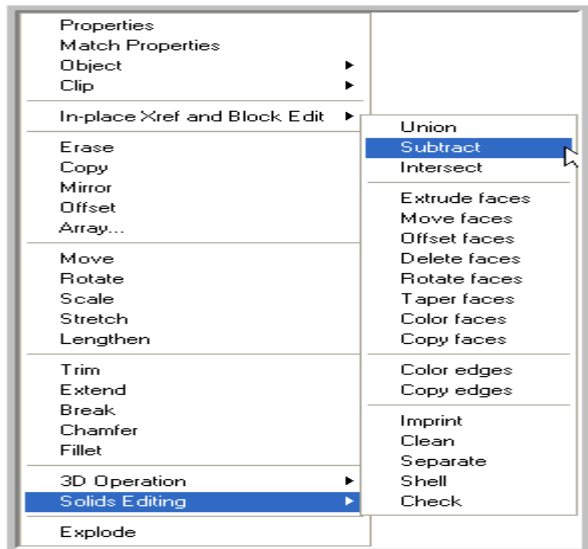 Properties
Match Properties
Object
Clip
In-place Xref and Block Edit
Erase
Copy
Mirror
Offset
Array...
Move
Rotate
Scale
Stretch
Lengthen
Trim
Extend
Break
Chamfer
Fillet
3D Operation
Solids Editing
Explode
Union
Subtract
Intersect
Extrude faces
Move faces
Offset faces
Delete faces
Rotate faces
Taper faces
Color faces
Copy faces
Color edges
Copy edges
Imprint
Clean
Separate
Shell
Check